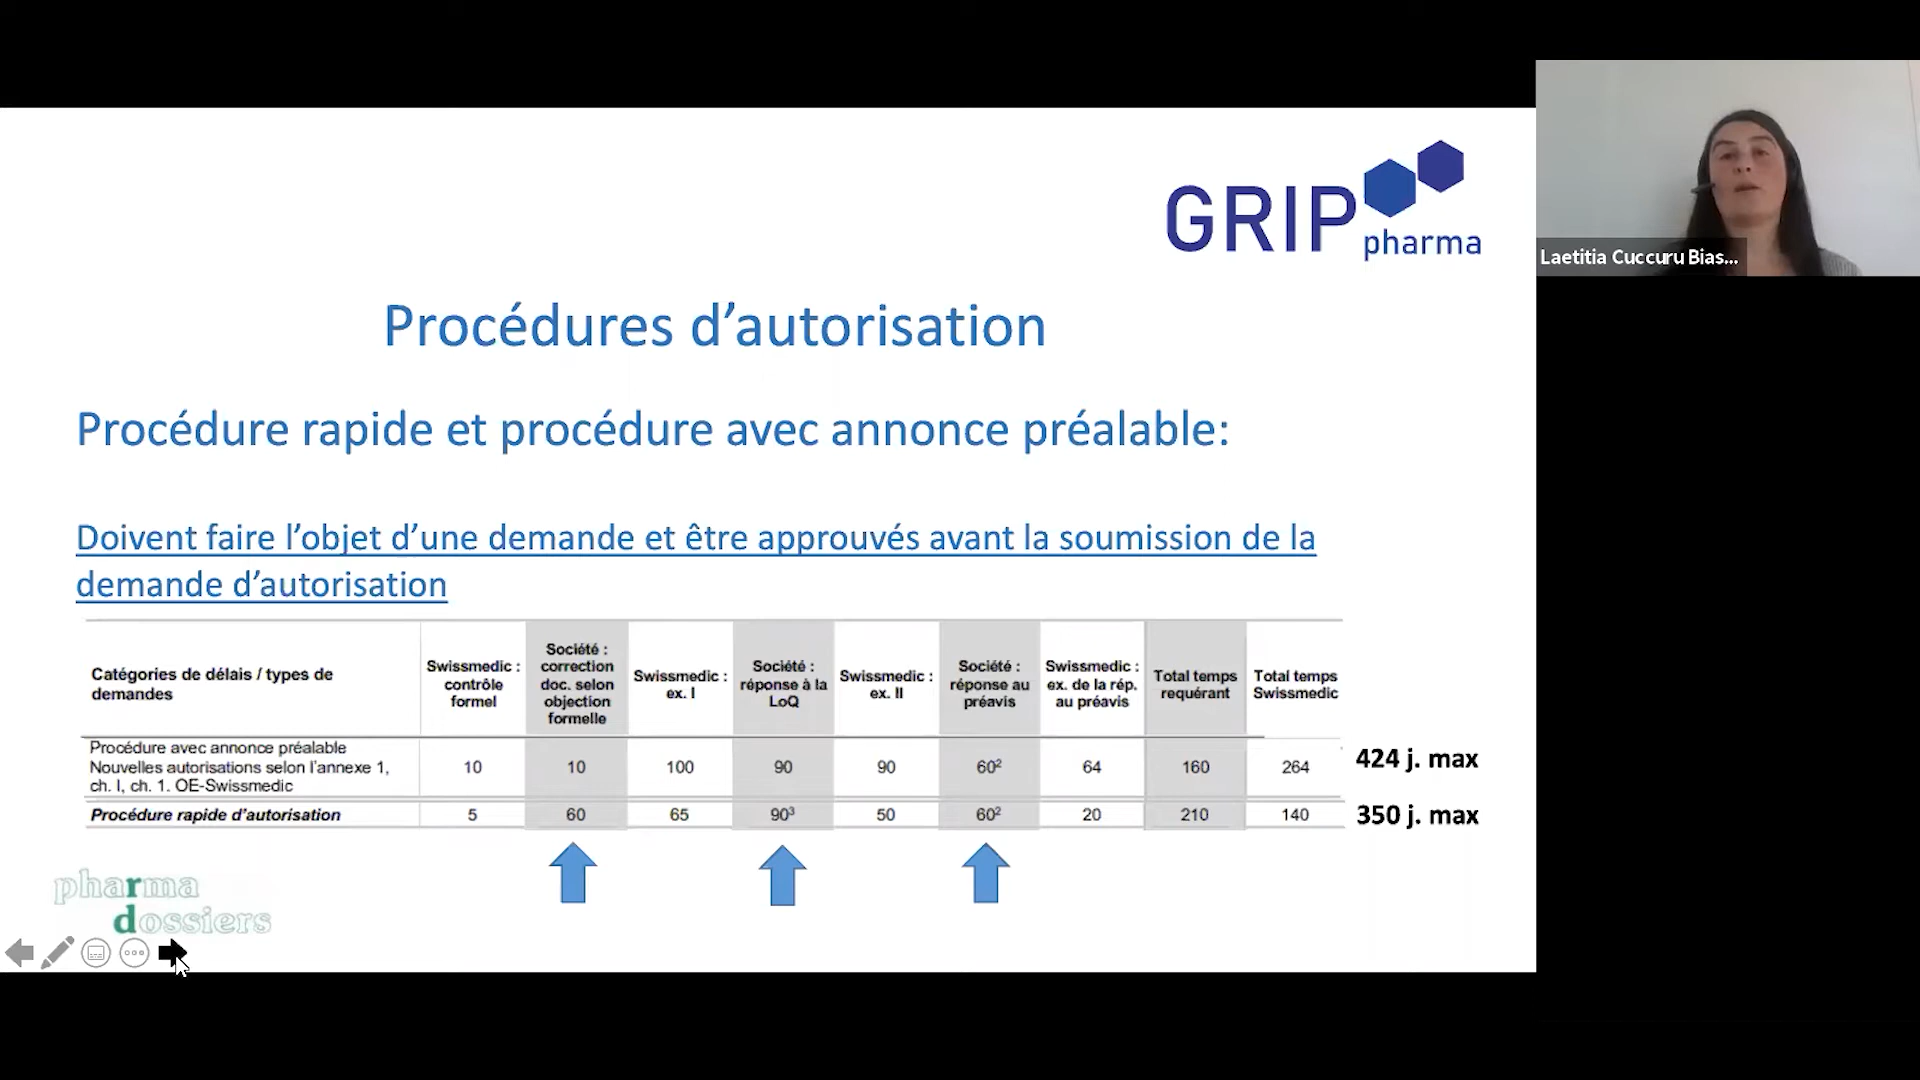 GRIP
pharma
Laetitia Cuccuru Bias...
Procédures d’autorisation
Procédure rapide et procédure avec annonce préalable:
Doivent faire l’objet d’une demande et être approuvés avant la soumission de la
demande d’autorisation
Catégories de délais / types de
demandes
Swissmedic :
contrôle
formel
Société :
correction
doc. selon
objection
formelle
Swissmedic :
ex. I
Société :
réponse à la
LoQ
Swissmedic :
ex. II
Société :
réponse au
préavis
Swissmedic :
ex. de la rép.
au préavis
Total temps
requérant
Total temps
Swissmedic
Procédure avec annonce préalable
Nouvelles autorisations selon l’annexe 1,
ch. I, ch. 1. OE-Swissmedic
10 10 100 90 90 60² 64 160 264 424 j. max
Procédure rapide d’autorisation 5 60 65 90³ 50 60² 20 210 140 350 j. max
pharma
dossiers